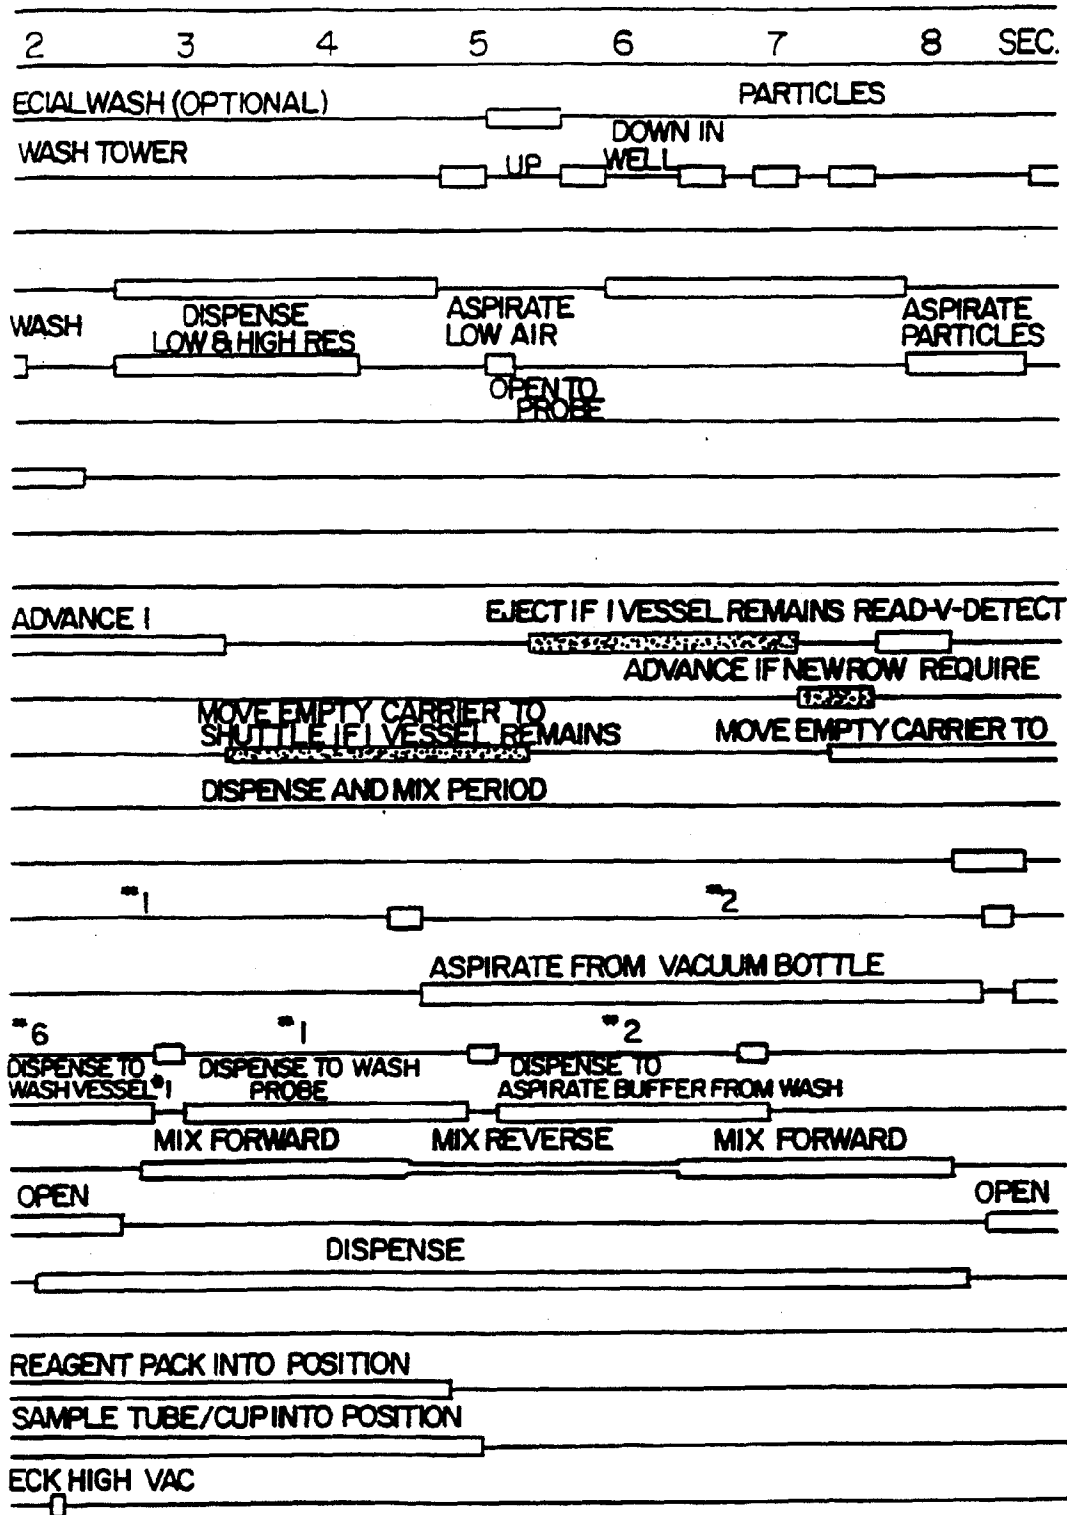 2 3 4 5 6 7 8 SEC.
ECIAL WASH (OPTIONAL) PARTICLES
WASH TOWER UP DOWN IN
WELL
WASH DISPENSE
LOW & HIGH RES
ASPIRATE
LOW AIR
ASPIRATE
PARTICLES
OPEN TO
PROBE
ADVANCE 1 EJECT IF 1 VESSEL REMAINS READ-V-DETECT
ADVANCE IF NEW ROW REQUIRE
MOVE EMPTY CARRIER TO
SHUTTLE IF 1 VESSEL REMAINS MOVE EMPTY CARRIER TO
DISPENSE AND MIX PERIOD
#1 #2
ASPIRATE FROM VACUUM BOTTLE
#6 #1 #2
DISPENSE TO
WASH VESSEL #1
DISPENSE TO WASH
PROBE
DISPENSE TO
ASPIRATE BUFFER FROM WASH
MIX FORWARD MIX REVERSE MIX FORWARD
OPEN OPEN
DISPENSE
REAGENT PACK INTO POSITION
SAMPLE TUBE/CUP INTO POSITION
ECK HIGH VAC